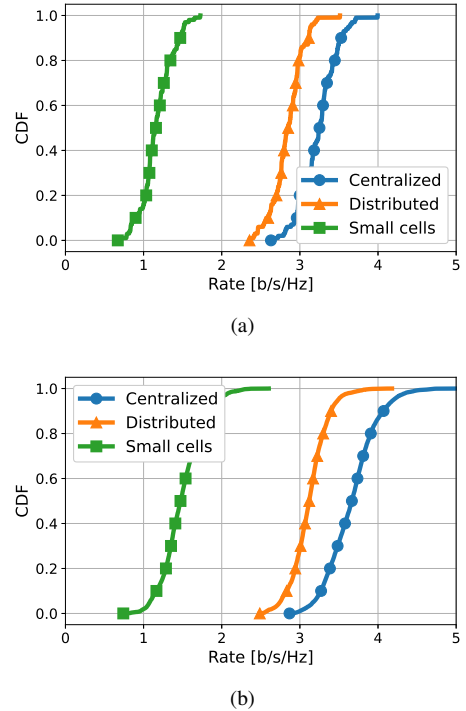 1.0
0.8
0.6
0.4
0.2
0.0
CDF
Centralized
Distributed
Small cells
0 1 2 3 4 5
Rate [b/s/Hz]
(a)
1.0
0.8
0.6
0.4
0.2
0.0
CDF
Centralized
Distributed
Small cells
0 1 2 3 4 5
Rate [b/s/Hz]
(b)